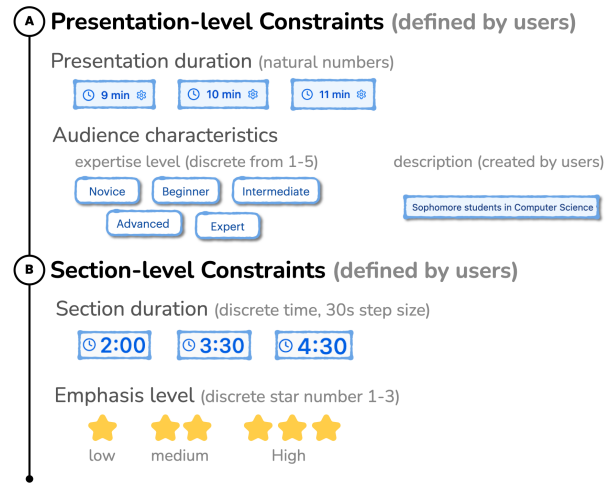 A Presentation-level Constraints (defined by users)
Presentation duration (natural numbers)
9 min 10 min 11 min
Audience characteristics
expertise level (discrete from 1-5) description (created by users)
Novice Beginner Intermediate
Sophomore students in Computer Science
Advanced Expert
B Section-level Constraints (defined by users)
Section duration (discrete time, 30s step size)
2:00 3:30 4:30
Emphasis level (discrete star number 1-3)
low medium High